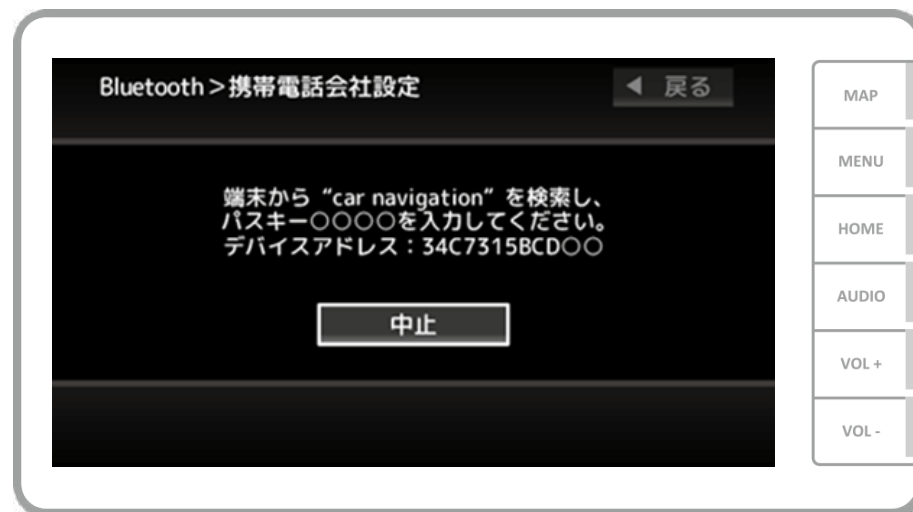 Bluetooth>携帯電話会社設定
◀ 戻る
端末から “car navigation” を検索し、
パスキー○○○○を入力してください。
デバイスアドレス：34C7315BCD○○
中止
MAP
MENU
HOME
AUDIO
VOL +
VOL -